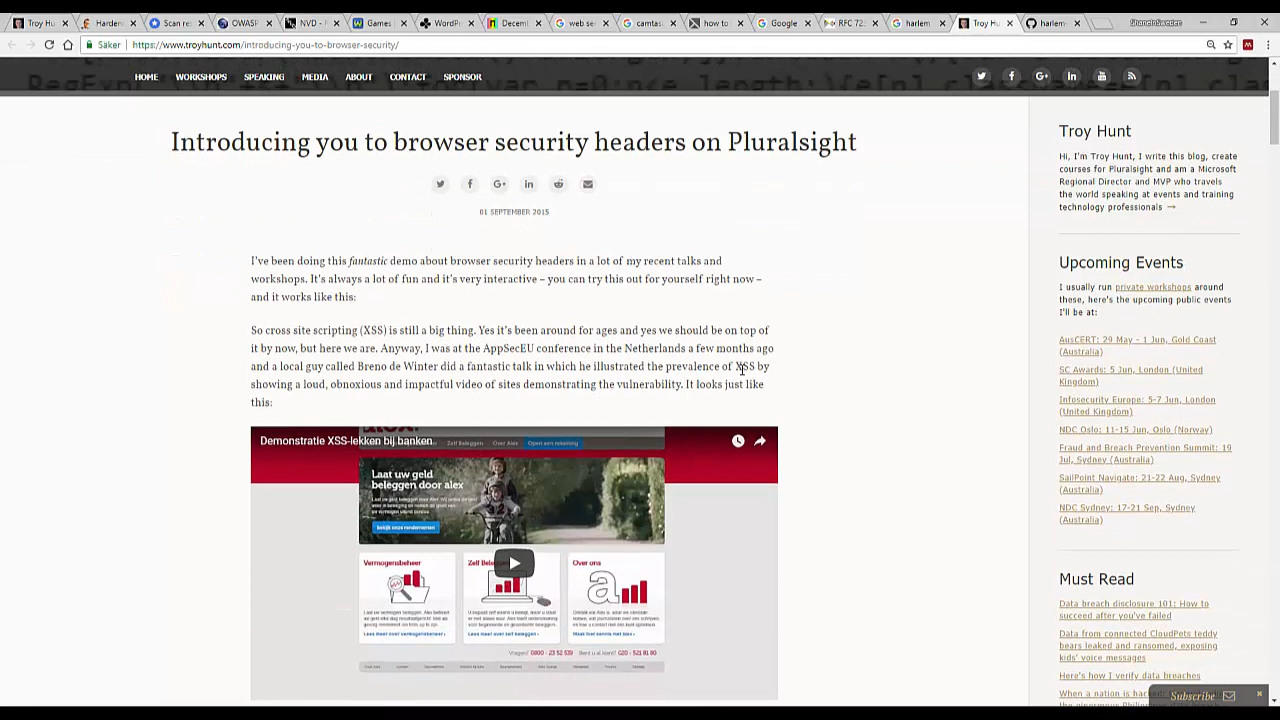 Troy Hu
Harden
Scan res
OWASP
NVD - R
Games
WordPr
Decemb
web se
camtas
how to
Google
RFC 72
harlem
Troy Hu
harlem
Säker
https://www.troyhunt.com/introducing-you-to-browser-security/
HOME WORKSHOPS SPEAKING MEDIA ABOUT CONTACT SPONSOR
Introducing you to browser security headers on Pluralsight
01 SEPTEMBER 2015
I've been doing this fantastic demo about browser security headers in a lot of my recent talks and
workshops. It's always a lot of fun and it's very interactive – you can try this out for yourself right now –
and it works like this:
So cross site scripting (XSS) is still a big thing. Yes it's been around for ages and yes we should be on top of
it by now, but here we are. Anyway, I was at the AppSecEU conference in the Netherlands a few months ago
and a local guy called Breno de Winter did a fantastic talk in which he illustrated the prevalence of XSS by
showing a loud, obnoxious and impactful video of sites demonstrating the vulnerability. It looks just like
this:
Demonstratie XSS-lekken bij banken
Zelf Beleggen Over Alex Open een rekening
Laat uw geld
beleggen door alex
Bekijk onze rendementen
Vermogensbeheer
Zelf Bele
Over ons
Lees meer over vermogensbeheer ›
Lees meer over zelf beleggen ›
Vragen? 0800 - 23 52 539 Bent u al klant? 020 - 521 81 80
Troy Hunt
Hi, I'm Troy Hunt, I write this blog, create
courses for Pluralsight and am a Microsoft
Regional Director and MVP who travels
the world speaking at events and training
technology professionals →
Upcoming Events
I usually run private workshops around
these, here's the upcoming public events
I'll be at:
AusCERT: 29 May - 1 Jun, Gold Coast
(Australia)
SC Awards: 5 Jun, London (United
Kingdom)
Infosecurity Europe: 5-7 Jun, London
(United Kingdom)
NDC Oslo: 11-15 Jun, Oslo (Norway)
Fraud and Breach Prevention Summit: 19
Jul, Sydney (Australia)
SailPoint Navigate: 21-22 Aug, Sydney
(Australia)
NDC Sydney: 17-21 Sep, Sydney
(Australia)
Must Read
Data breach disclosure 101: How to
succeed after you've failed
Data from connected CloudPets teddy
bears leaked and ransomed, exposing
kids' voice messages
Here's how I verify data breaches
When a nation is hacked:
Subscribe